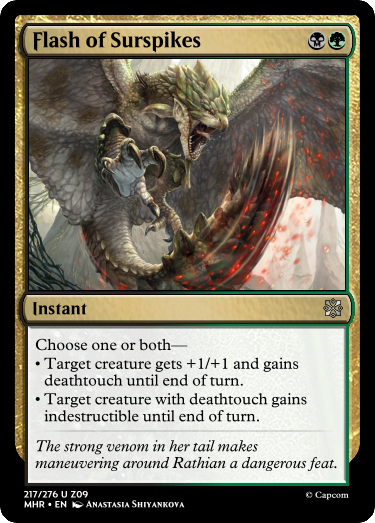 Flash of Surspikes
Instant
Choose one or both—
• Target creature gets +1/+1 and gains
deathtouch until end of turn.
• Target creature with deathtouch gains
indestructible until end of turn.
The strong venom in her tail makes
maneuvering around Rathian a dangerous feat.
217/276 U Z09
MHR • EN Anastasia Shiyankova
© Capcom